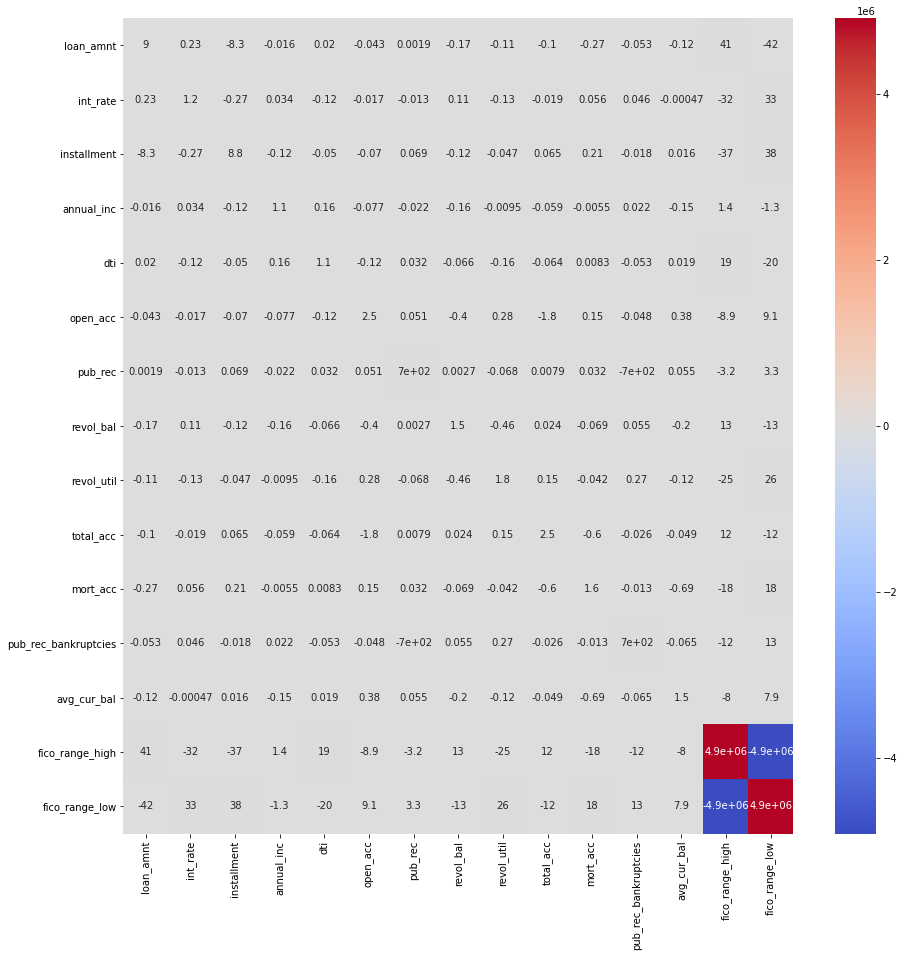 1e6
loan_amnt 9 0.23 -8.3 -0.016 0.02 -0.043 0.0019 -0.17 -0.11 -0.1 -0.27 -0.053 -0.12 41 -42
int_rate 0.23 1.2 -0.27 0.034 -0.12 -0.017 -0.013 0.11 -0.13 -0.019 0.056 0.046 -0.00047 -32 33
installment -8.3 -0.27 8.8 -0.12 -0.05 -0.07 0.069 -0.12 -0.047 0.065 0.21 -0.018 0.016 -37 38
annual_inc -0.016 0.034 -0.12 1.1 0.16 -0.077 -0.022 -0.16 -0.0095 -0.059 -0.0055 0.022 -0.15 1.4 -1.3
dti 0.02 -0.12 -0.05 0.16 1.1 -0.12 0.032 -0.066 -0.16 -0.064 0.0083 -0.053 0.019 19 -20
open_acc -0.043 -0.017 -0.07 -0.077 -0.12 2.5 0.051 -0.4 0.28 -1.8 0.15 -0.048 0.38 -8.9 9.1
pub_rec 0.0019 -0.013 0.069 -0.022 0.032 0.051 7e+02 0.0027 -0.068 0.0079 0.032 -7e+02 0.055 -3.2 3.3
revol_bal -0.17 0.11 -0.12 -0.16 -0.066 -0.4 0.0027 1.5 -0.46 0.024 -0.069 0.055 -0.2 13 -13
revol_util -0.11 -0.13 -0.047 -0.0095 -0.16 0.28 -0.068 -0.46 1.8 0.15 -0.042 0.27 -0.12 -25 26
total_acc -0.1 -0.019 0.065 -0.059 -0.064 -1.8 0.0079 0.024 0.15 2.5 -0.6 -0.026 -0.049 12 -12
mort_acc -0.27 0.056 0.21 -0.0055 0.0083 0.15 0.032 -0.069 -0.042 -0.6 1.6 -0.013 -0.69 -18 18
pub_rec_bankruptcies -0.053 0.046 -0.018 0.022 -0.053 -0.048 -7e+02 0.055 0.27 -0.026 -0.013 7e+02 -0.065 -12 13
avg_cur_bal -0.12 -0.00047 0.016 -0.15 0.019 0.38 0.055 -0.2 -0.12 -0.049 -0.69 -0.065 1.5 -8 7.9
fico_range_high 41 -32 -37 1.4 19 -8.9 -3.2 13 -25 12 -18 -12 -8 4.9e+06 -4.9e+06
fico_range_low -42 33 38 -1.3 -20 9.1 3.3 -13 26 -12 18 13 7.9 -4.9e+06 4.9e+06
loan_amnt
int_rate
installment
annual_inc
dti
open_acc
pub_rec
revol_bal
revol_util
total_acc
mort_acc
pub_rec_bankruptcies
avg_cur_bal
fico_range_high
fico_range_low
4
2
0
−2
−4